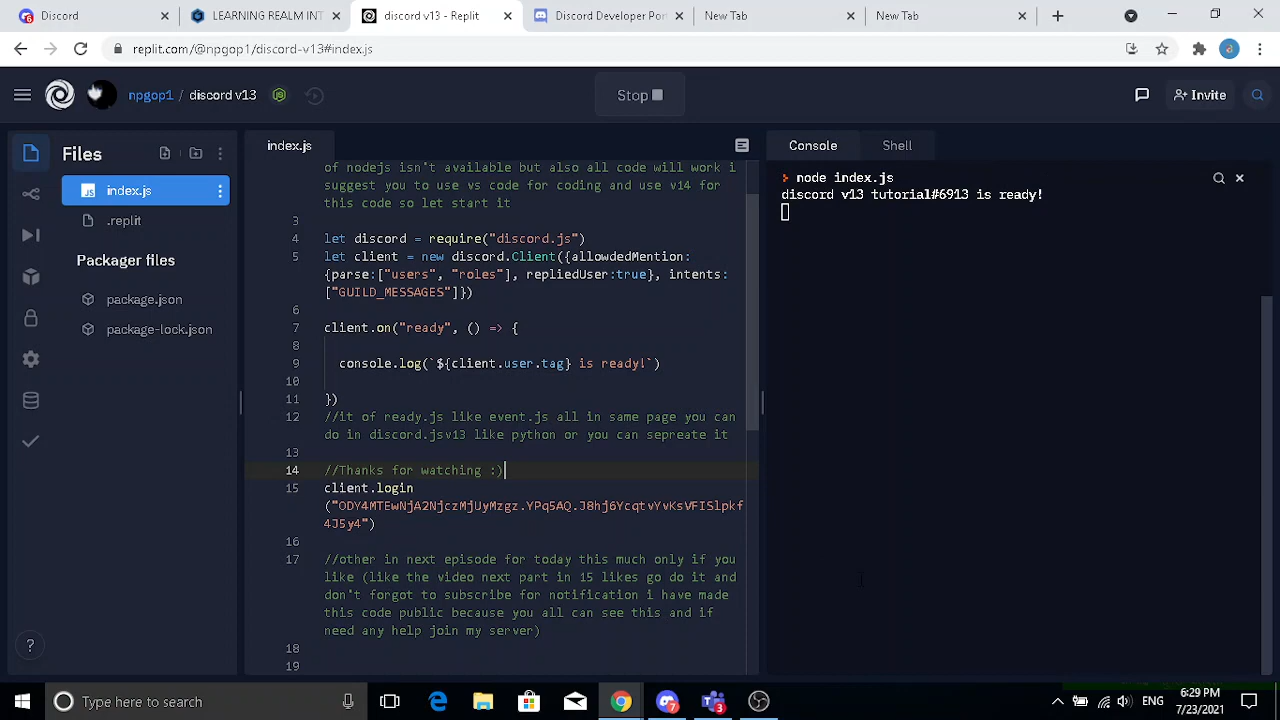 Discord
LEARNING REALM INT
discord v13 - Replit
Discord Developer Por
New Tab
New Tab
replit.com/@npgop1/discord-v13#index.js
npgop1 / discord v13
Stop
Invite
Files
index.js
.replit
Packager files
package.json
package-lock.json
index.js
of nodejs isn't available but also all code will work i
suggest you to use vs code for coding and use v14 for
this code so let start it
3
4 let discord = require("discord.js")
5 let client = new discord.Client({allowdedMention:
{parse:["users", "roles"], repliedUser:true}, intents:
["GUILD_MESSAGES"]})
6
7 client.on("ready", () => {
8
9 console.log(`${client.user.tag} is ready!`)
10
11 })
12 //it of ready.js like event.js all in same page you can
do in discord.jsv13 like python or you can sepreate it
13
14 //Thanks for watching :)
15 client.login
("ODY4MTEwNjA2NjczMjUyMzgz.YPq5AQ.J8hj6YcqtvYvKsVFISlpkf
4J5y4")
16
17 //other in next episode for today this much only if you
like (like the video next part in 15 likes go do it and
don't forgot to subscribe for notification i have made
this code public because you all can see this and if
need any help join my server)
18
19
Console
Shell
node index.js
discord v13 tutorial#6913 is ready!
?
Type here to search
ENG
6:29 PM
7/23/2021